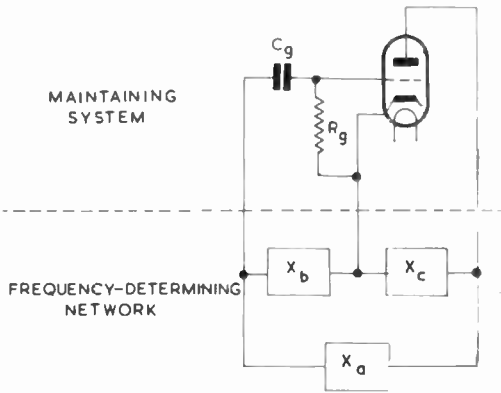 Cg
MAINTAINING
SYSTEM
Rg
Xb
Xc
FREQUENCY-DETERMINING
NETWORK
Xa